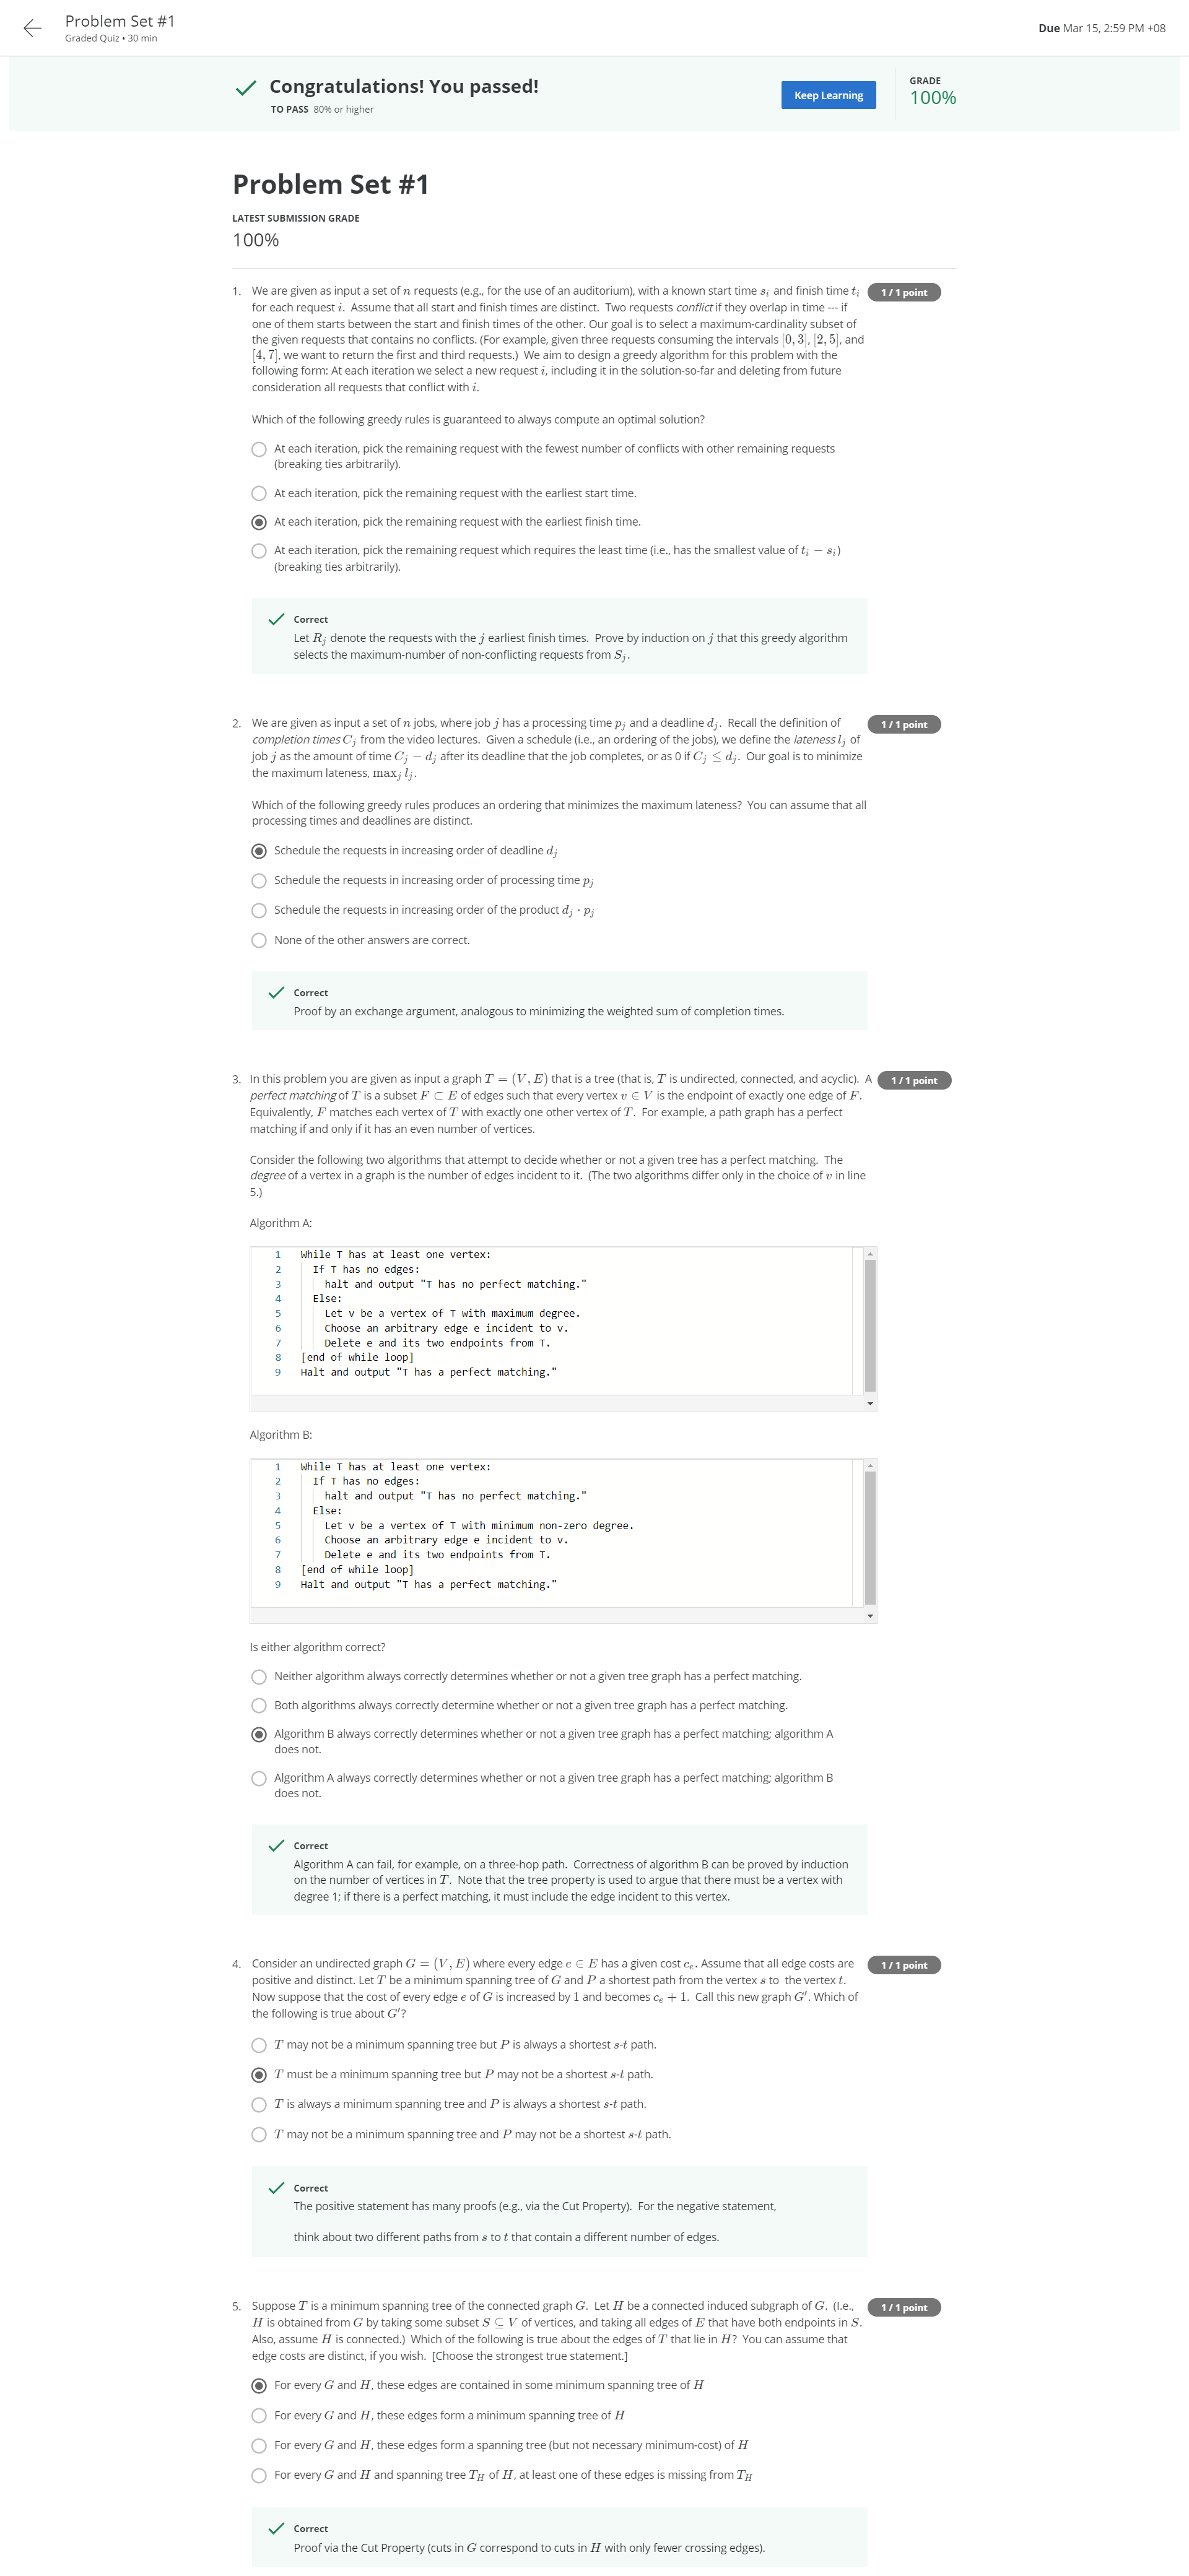 Problem Set #1
Graded Quiz • 30 min
Due Mar 15, 2:59 PM +08
Congratulations! You passed!
TO PASS 80% or higher
Keep Learning
GRADE
100%
Problem Set #1
LATEST SUBMISSION GRADE
100%
1. We are given as input a set of n requests (e.g., for the use of an auditorium), with a known start time s_i and finish time t_i
for each request i. Assume that all start and finish times are distinct. Two requests conflict if they overlap in time --- if
one of them starts between the start and finish times of the other. Our goal is to select a maximum-cardinality subset of
the given requests that contains no conflicts. (For example, given three requests consuming the intervals [0, 3], [2, 5], and
[4, 7], we want to return the first and third requests.) We aim to design a greedy algorithm for this problem with the
following form: At each iteration we select a new request i, including it in the solution-so-far and deleting from future
consideration all requests that conflict with i.
1 / 1 point
Which of the following greedy rules is guaranteed to always compute an optimal solution?
At each iteration, pick the remaining request with the fewest number of conflicts with other remaining requests
(breaking ties arbitrarily).
At each iteration, pick the remaining request with the earliest start time.
At each iteration, pick the remaining request with the earliest finish time.
At each iteration, pick the remaining request which requires the least time (i.e., has the smallest value of t_i − s_i)
(breaking ties arbitrarily).
Correct
Let R_j denote the requests with the j earliest finish times. Prove by induction on j that this greedy algorithm
selects the maximum-number of non-conflicting requests from S_j.
2. We are given as input a set of n jobs, where job j has a processing time p_j and a deadline d_j. Recall the definition of
completion times C_j from the video lectures. Given a schedule (i.e., an ordering of the jobs), we define the lateness l_j of
job j as the amount of time C_j − d_j after its deadline that the job completes, or as 0 if C_j ≤ d_j. Our goal is to minimize
the maximum lateness, max_j l_j.
1 / 1 point
Which of the following greedy rules produces an ordering that minimizes the maximum lateness? You can assume that all
processing times and deadlines are distinct.
Schedule the requests in increasing order of deadline d_j
Schedule the requests in increasing order of processing time p_j
Schedule the requests in increasing order of the product d_j · p_j
None of the other answers are correct.
Correct
Proof by an exchange argument, analogous to minimizing the weighted sum of completion times.
3. In this problem you are given as input a graph T = (V, E) that is a tree (that is, T is undirected, connected, and acyclic). A
perfect matching of T is a subset F ⊂ E of edges such that every vertex v ∈ V is the endpoint of exactly one edge of F.
Equivalently, F matches each vertex of T with exactly one other vertex of T. For example, a path graph has a perfect
matching if and only if it has an even number of vertices.
1 / 1 point
Consider the following two algorithms that attempt to decide whether or not a given tree has a perfect matching. The
degree of a vertex in a graph is the number of edges incident to it. (The two algorithms differ only in the choice of v in line
5.)
Algorithm A:
1 While T has at least one vertex:
2 If T has no edges:
3 halt and output "T has no perfect matching."
4 Else:
5 Let v be a vertex of T with maximum degree.
6 Choose an arbitrary edge e incident to v.
7 Delete e and its two endpoints from T.
8 [end of while loop]
9 Halt and output "T has a perfect matching."
Algorithm B:
1 While T has at least one vertex:
2 If T has no edges:
3 halt and output "T has no perfect matching."
4 Else:
5 Let v be a vertex of T with minimum non-zero degree.
6 Choose an arbitrary edge e incident to v.
7 Delete e and its two endpoints from T.
8 [end of while loop]
9 Halt and output "T has a perfect matching."
Is either algorithm correct?
Neither algorithm always correctly determines whether or not a given tree graph has a perfect matching.
Both algorithms always correctly determine whether or not a given tree graph has a perfect matching.
Algorithm B always correctly determines whether or not a given tree graph has a perfect matching; algorithm A
does not.
Algorithm A always correctly determines whether or not a given tree graph has a perfect matching; algorithm B
does not.
Correct
Algorithm A can fail, for example, on a three-hop path. Correctness of algorithm B can be proved by induction
on the number of vertices in T. Note that the tree property is used to argue that there must be a vertex with
degree 1; if there is a perfect matching, it must include the edge incident to this vertex.
4. Consider an undirected graph G = (V, E) where every edge e ∈ E has a given cost c_e. Assume that all edge costs are
positive and distinct. Let T be a minimum spanning tree of G and P a shortest path from the vertex s to the vertex t.
Now suppose that the cost of every edge e of G is increased by 1 and becomes c_e + 1. Call this new graph G′. Which of
the following is true about G′?
1 / 1 point
T may not be a minimum spanning tree but P is always a shortest s-t path.
T must be a minimum spanning tree but P may not be a shortest s-t path.
T is always a minimum spanning tree and P is always a shortest s-t path.
T may not be a minimum spanning tree and P may not be a shortest s-t path.
Correct
The positive statement has many proofs (e.g., via the Cut Property). For the negative statement,
think about two different paths from s to t that contain a different number of edges.
5. Suppose T is a minimum spanning tree of the connected graph G. Let H be a connected induced subgraph of G. (I.e.,
H is obtained from G by taking some subset S ⊆ V of vertices, and taking all edges of E that have both endpoints in S.
Also, assume H is connected.) Which of the following is true about the edges of T that lie in H? You can assume that
edge costs are distinct, if you wish. [Choose the strongest true statement.]
1 / 1 point
For every G and H, these edges are contained in some minimum spanning tree of H
For every G and H, these edges form a minimum spanning tree of H
For every G and H, these edges form a spanning tree (but not necessary minimum-cost) of H
For every G and H and spanning tree T_H of H, at least one of these edges is missing from T_H
Correct
Proof via the Cut Property (cuts in G correspond to cuts in H with only fewer crossing edges).